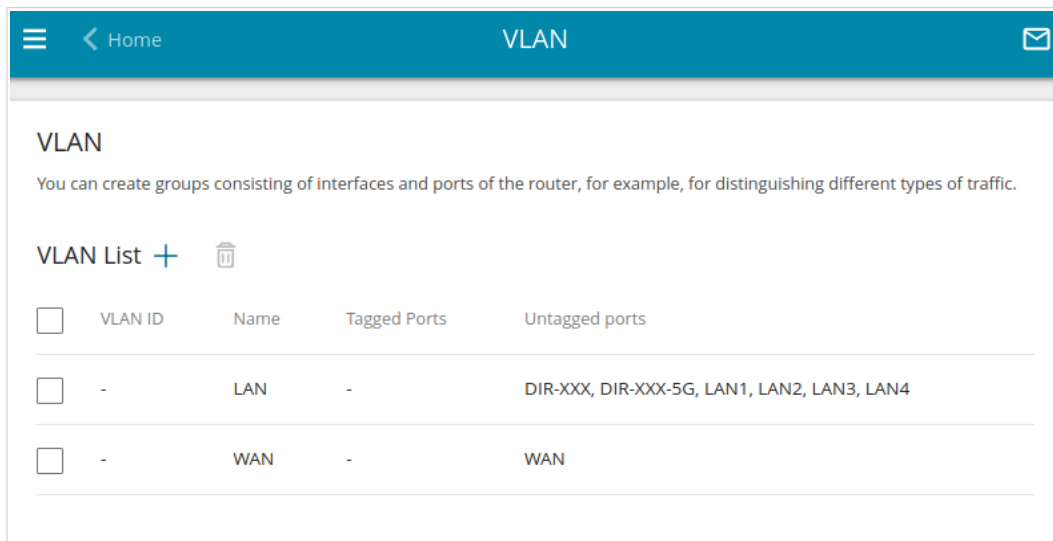 Home VLAN
VLAN
You can create groups consisting of interfaces and ports of the router, for example, for distinguishing different types of traffic.
VLAN List
VLAN ID Name Tagged Ports Untagged ports
- LAN - DIR-XXX, DIR-XXX-5G, LAN1, LAN2, LAN3, LAN4
- WAN - WAN